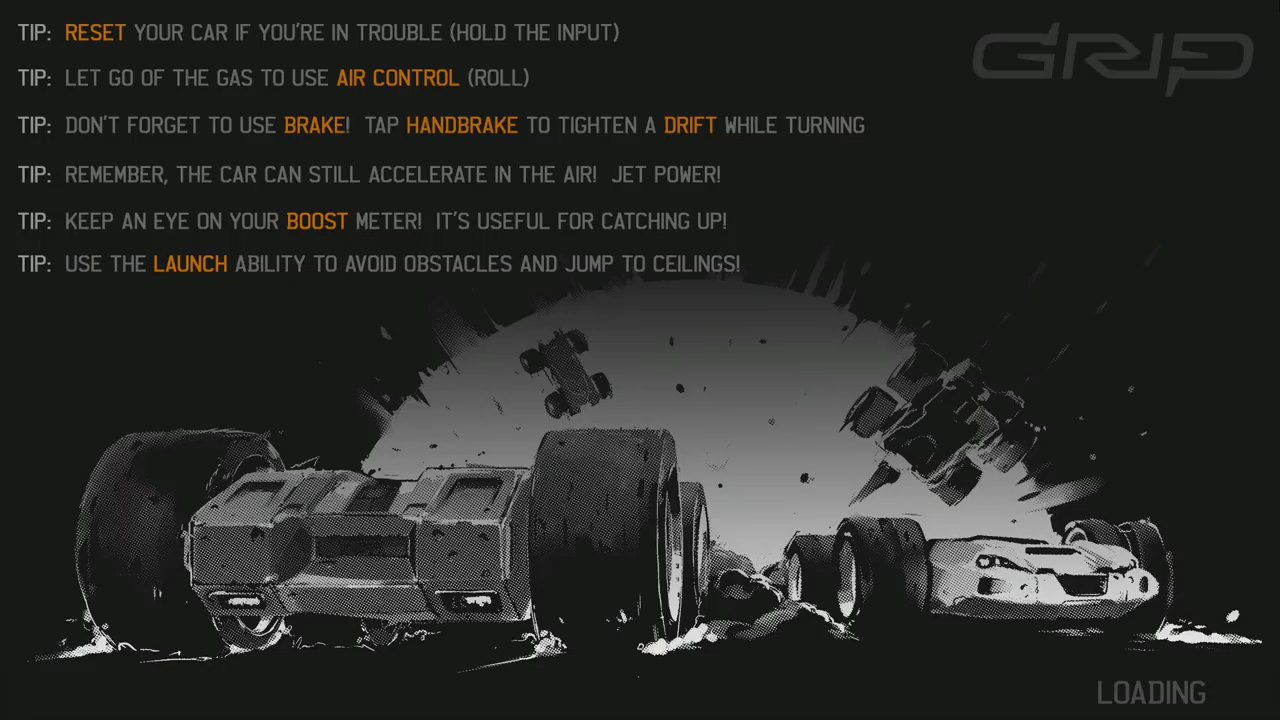 TIP: RESET YOUR CAR IF YOU'RE IN TROUBLE (HOLD THE INPUT)
GRIP
TIP: LET GO OF THE GAS TO USE AIR CONTROL (ROLL)
TIP: DON'T FORGET TO USE BRAKE! TAP HANDBRAKE TO TIGHTEN A DRIFT WHILE TURNING
TIP: REMEMBER, THE CAR CAN STILL ACCELERATE IN THE AIR! JET POWER!
TIP: KEEP AN EYE ON YOUR BOOST METER! IT'S USEFUL FOR CATCHING UP!
TIP: USE THE LAUNCH ABILITY TO AVOID OBSTACLES AND JUMP TO CEILINGS!
LOADING